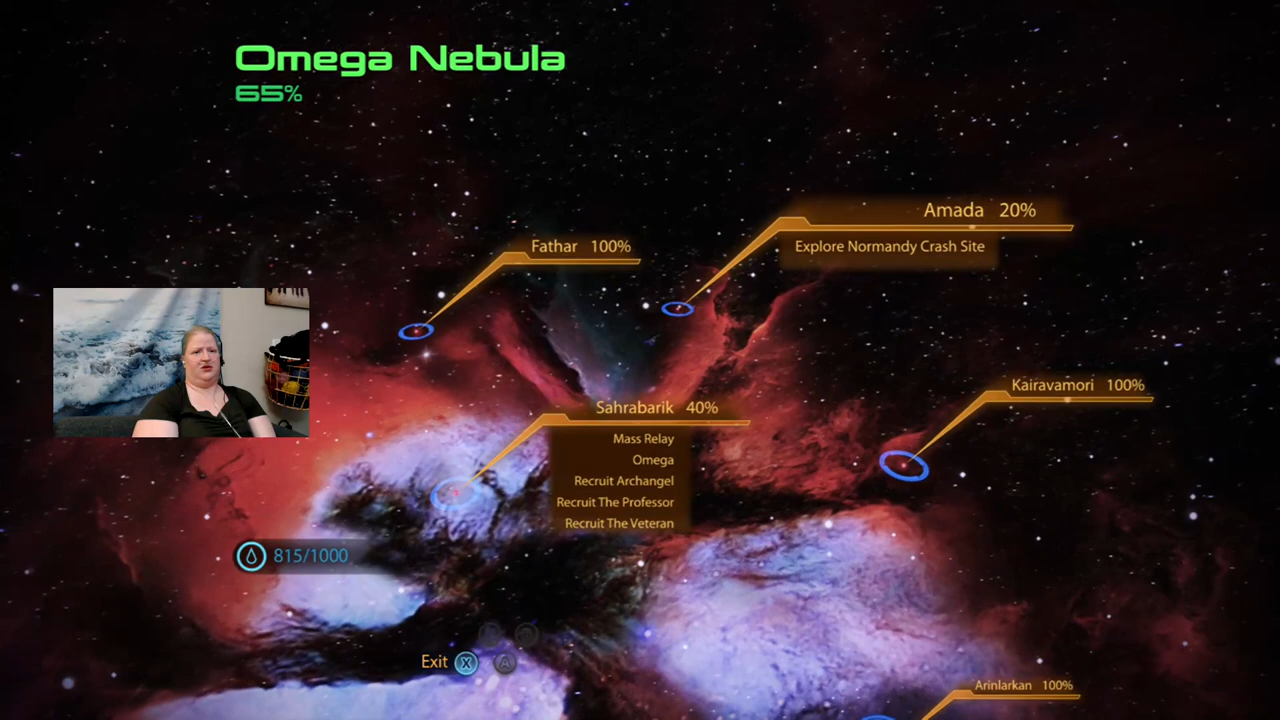 Omega Nebula
65%
Amada 20%
Explore Normandy Crash Site
Fathar 100%
Kairavamori 100%
Sahrabarik 40%
Mass Relay
Omega
Recruit Archangel
Recruit The Professor
Recruit The Veteran
815/1000
Exit X A
Arinlarkan 100%